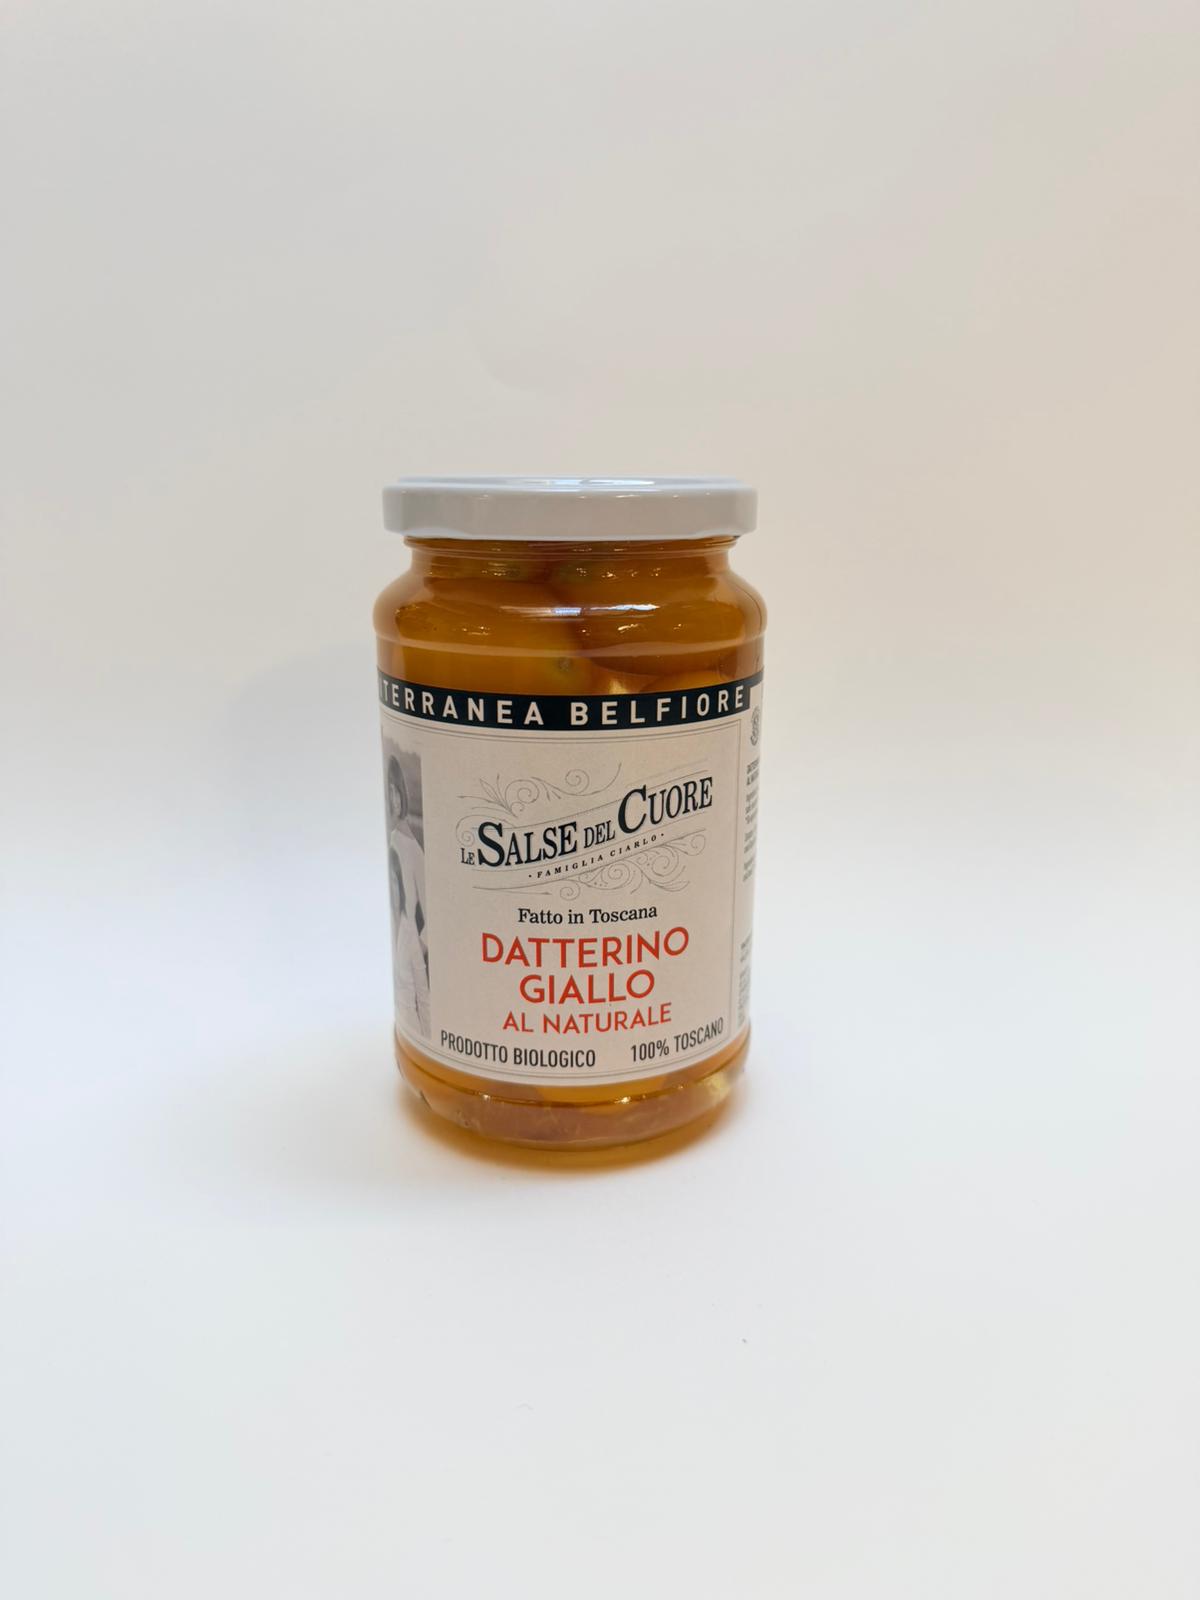 TERRANEA BELFIORE
LE SALSE DEL CUORE
· FAMIGLIA CIARLO ·
Fatto in Toscana
DATTERINO
GIALLO
AL NATURALE
PRODOTTO BIOLOGICO 100% TOSCANO